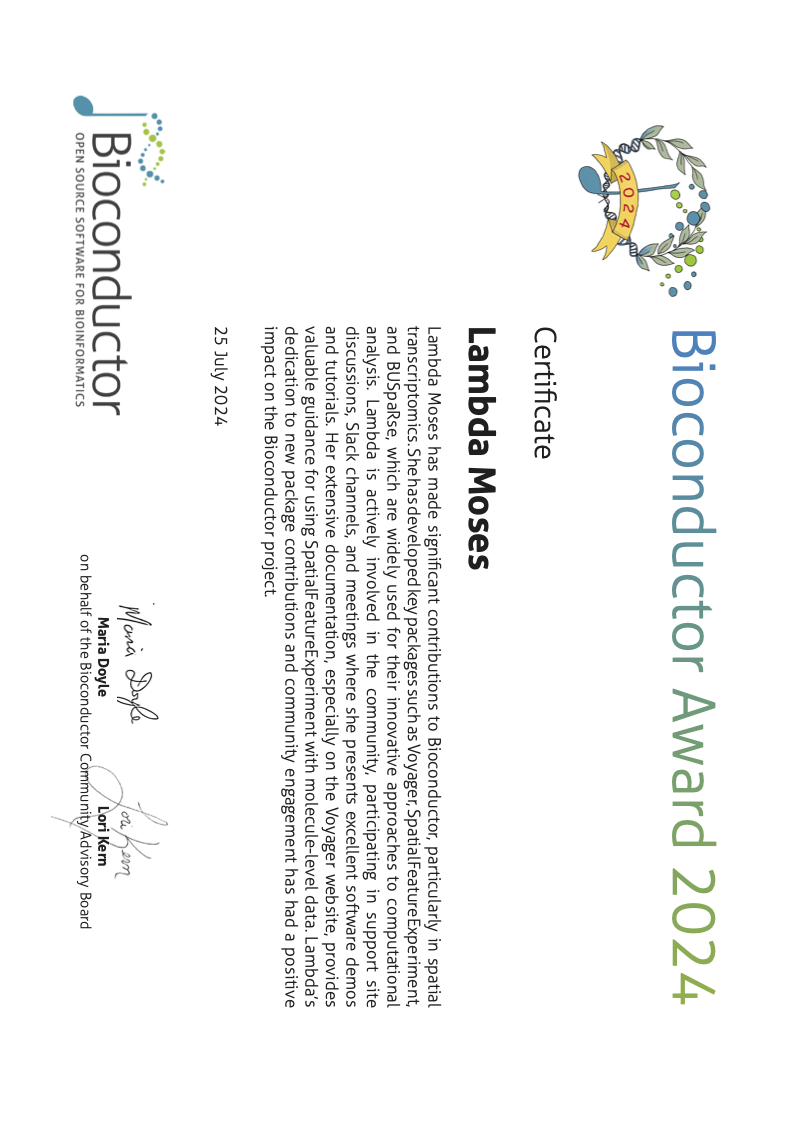 Bioconductor Award 2024
2024
Certificate
Lambda Moses
Lambda Moses has made significant contributions to Bioconductor, particularly in spatial
transcriptomics. She has developed key packages such as Voyager, SpatialFeatureExperiment,
and BUSpaRse, which are widely used for their innovative approaches to computational
analysis. Lambda is actively involved in the community, participating in support site
discussions, Slack channels, and meetings where she presents excellent software demos
and tutorials. Her extensive documentation, especially on the Voyager website, provides
valuable guidance for using SpatialFeatureExperiment with molecule-level data. Lambda's
dedication to new package contributions and community engagement has had a positive
impact on the Bioconductor project.
25 July 2024
Bioconductor
OPEN SOURCE SOFTWARE FOR BIOINFORMATICS
Maria Doyle
Lori Kern
Maria Doyle
Lori Kern
on behalf of the Bioconductor Community Advisory Board